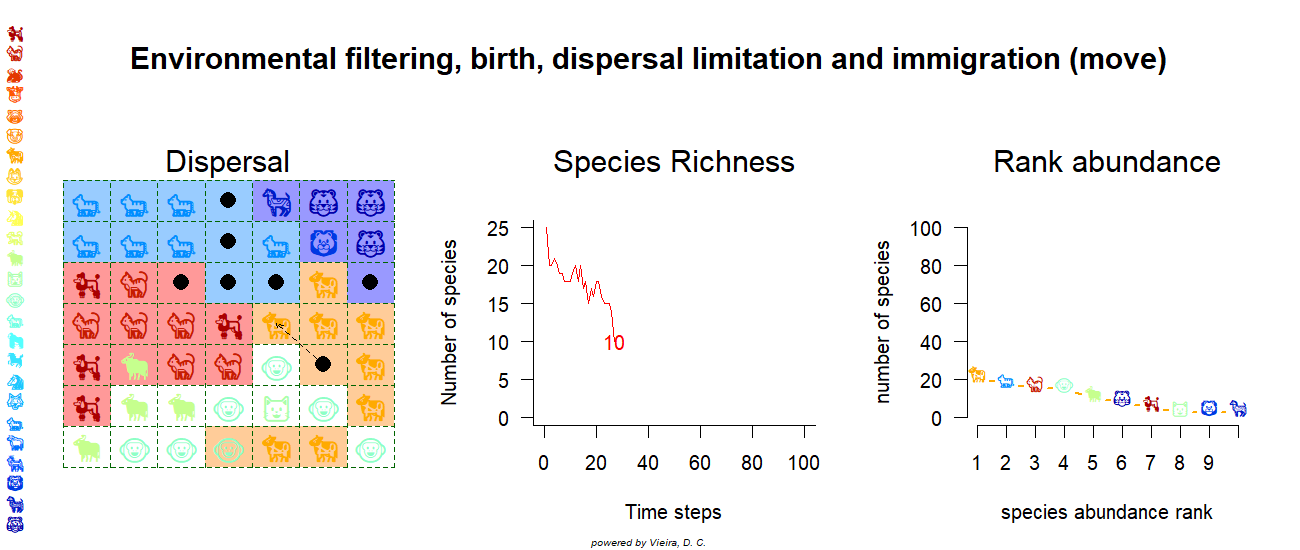 Environmental filtering, birth, dispersal limitation and immigration (move)
Dispersal
Species Richness
Number of species
25
20
15
10
5
0
10
0 20 40 60 80 100
Time steps
Rank abundance
number of species
100
80
60
40
20
0
1 2 3 4 5 6 7 8 9
species abundance rank
powered by Vieira, D. C.